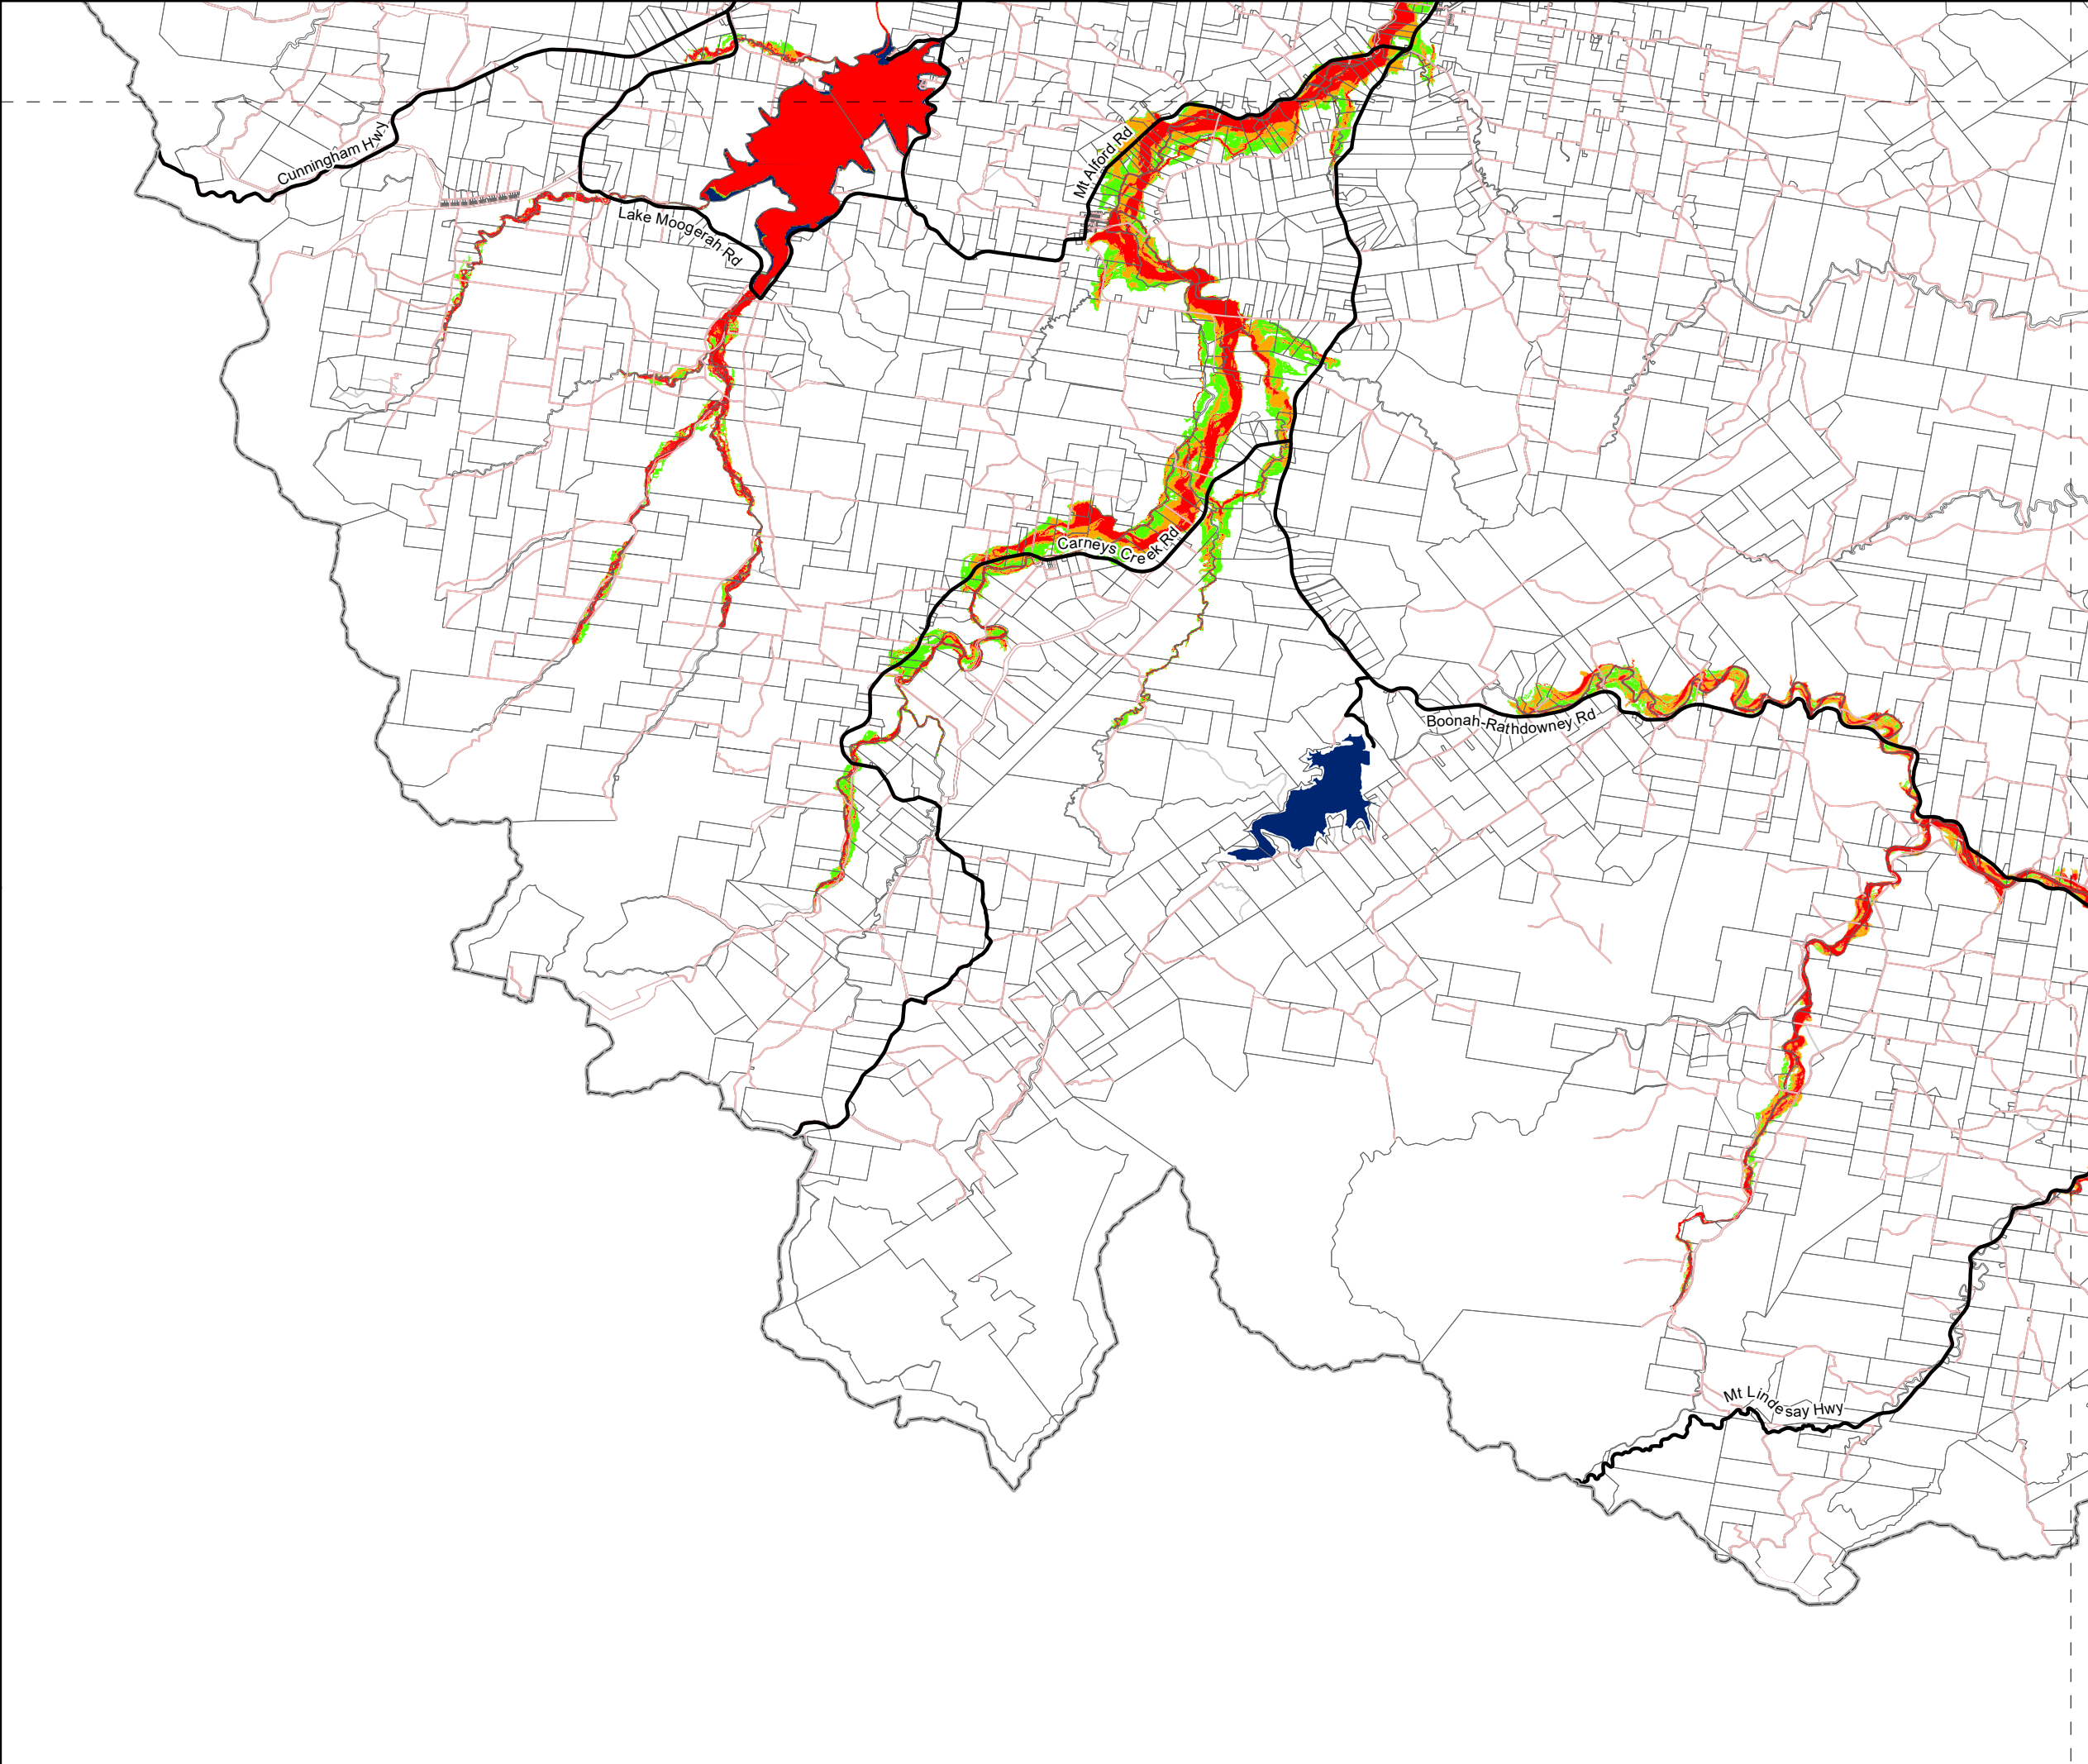 Cunningham Hwy
Mt Alford Rd
Lake Moogerah Rd
Carneys Creek Rd
Boonah-Rathdowney Rd
Mt Lindesay Hwy